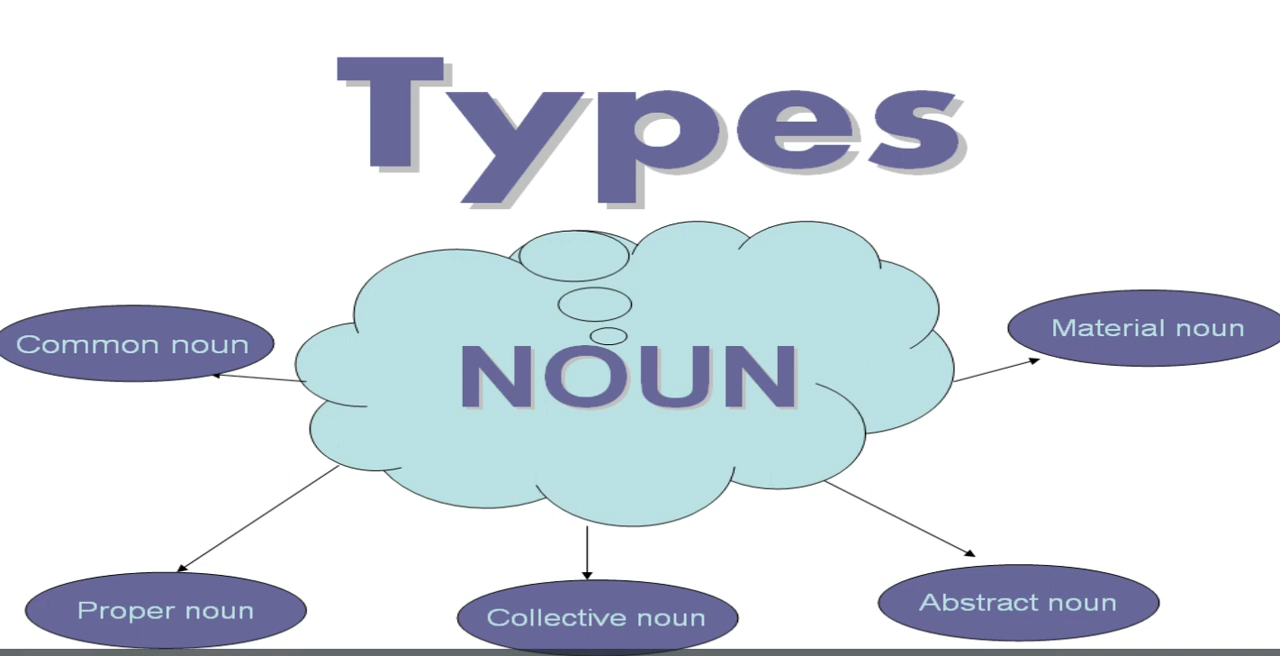 Types
NOUN
Common noun
Material noun
Proper noun
Collective noun
Abstract noun